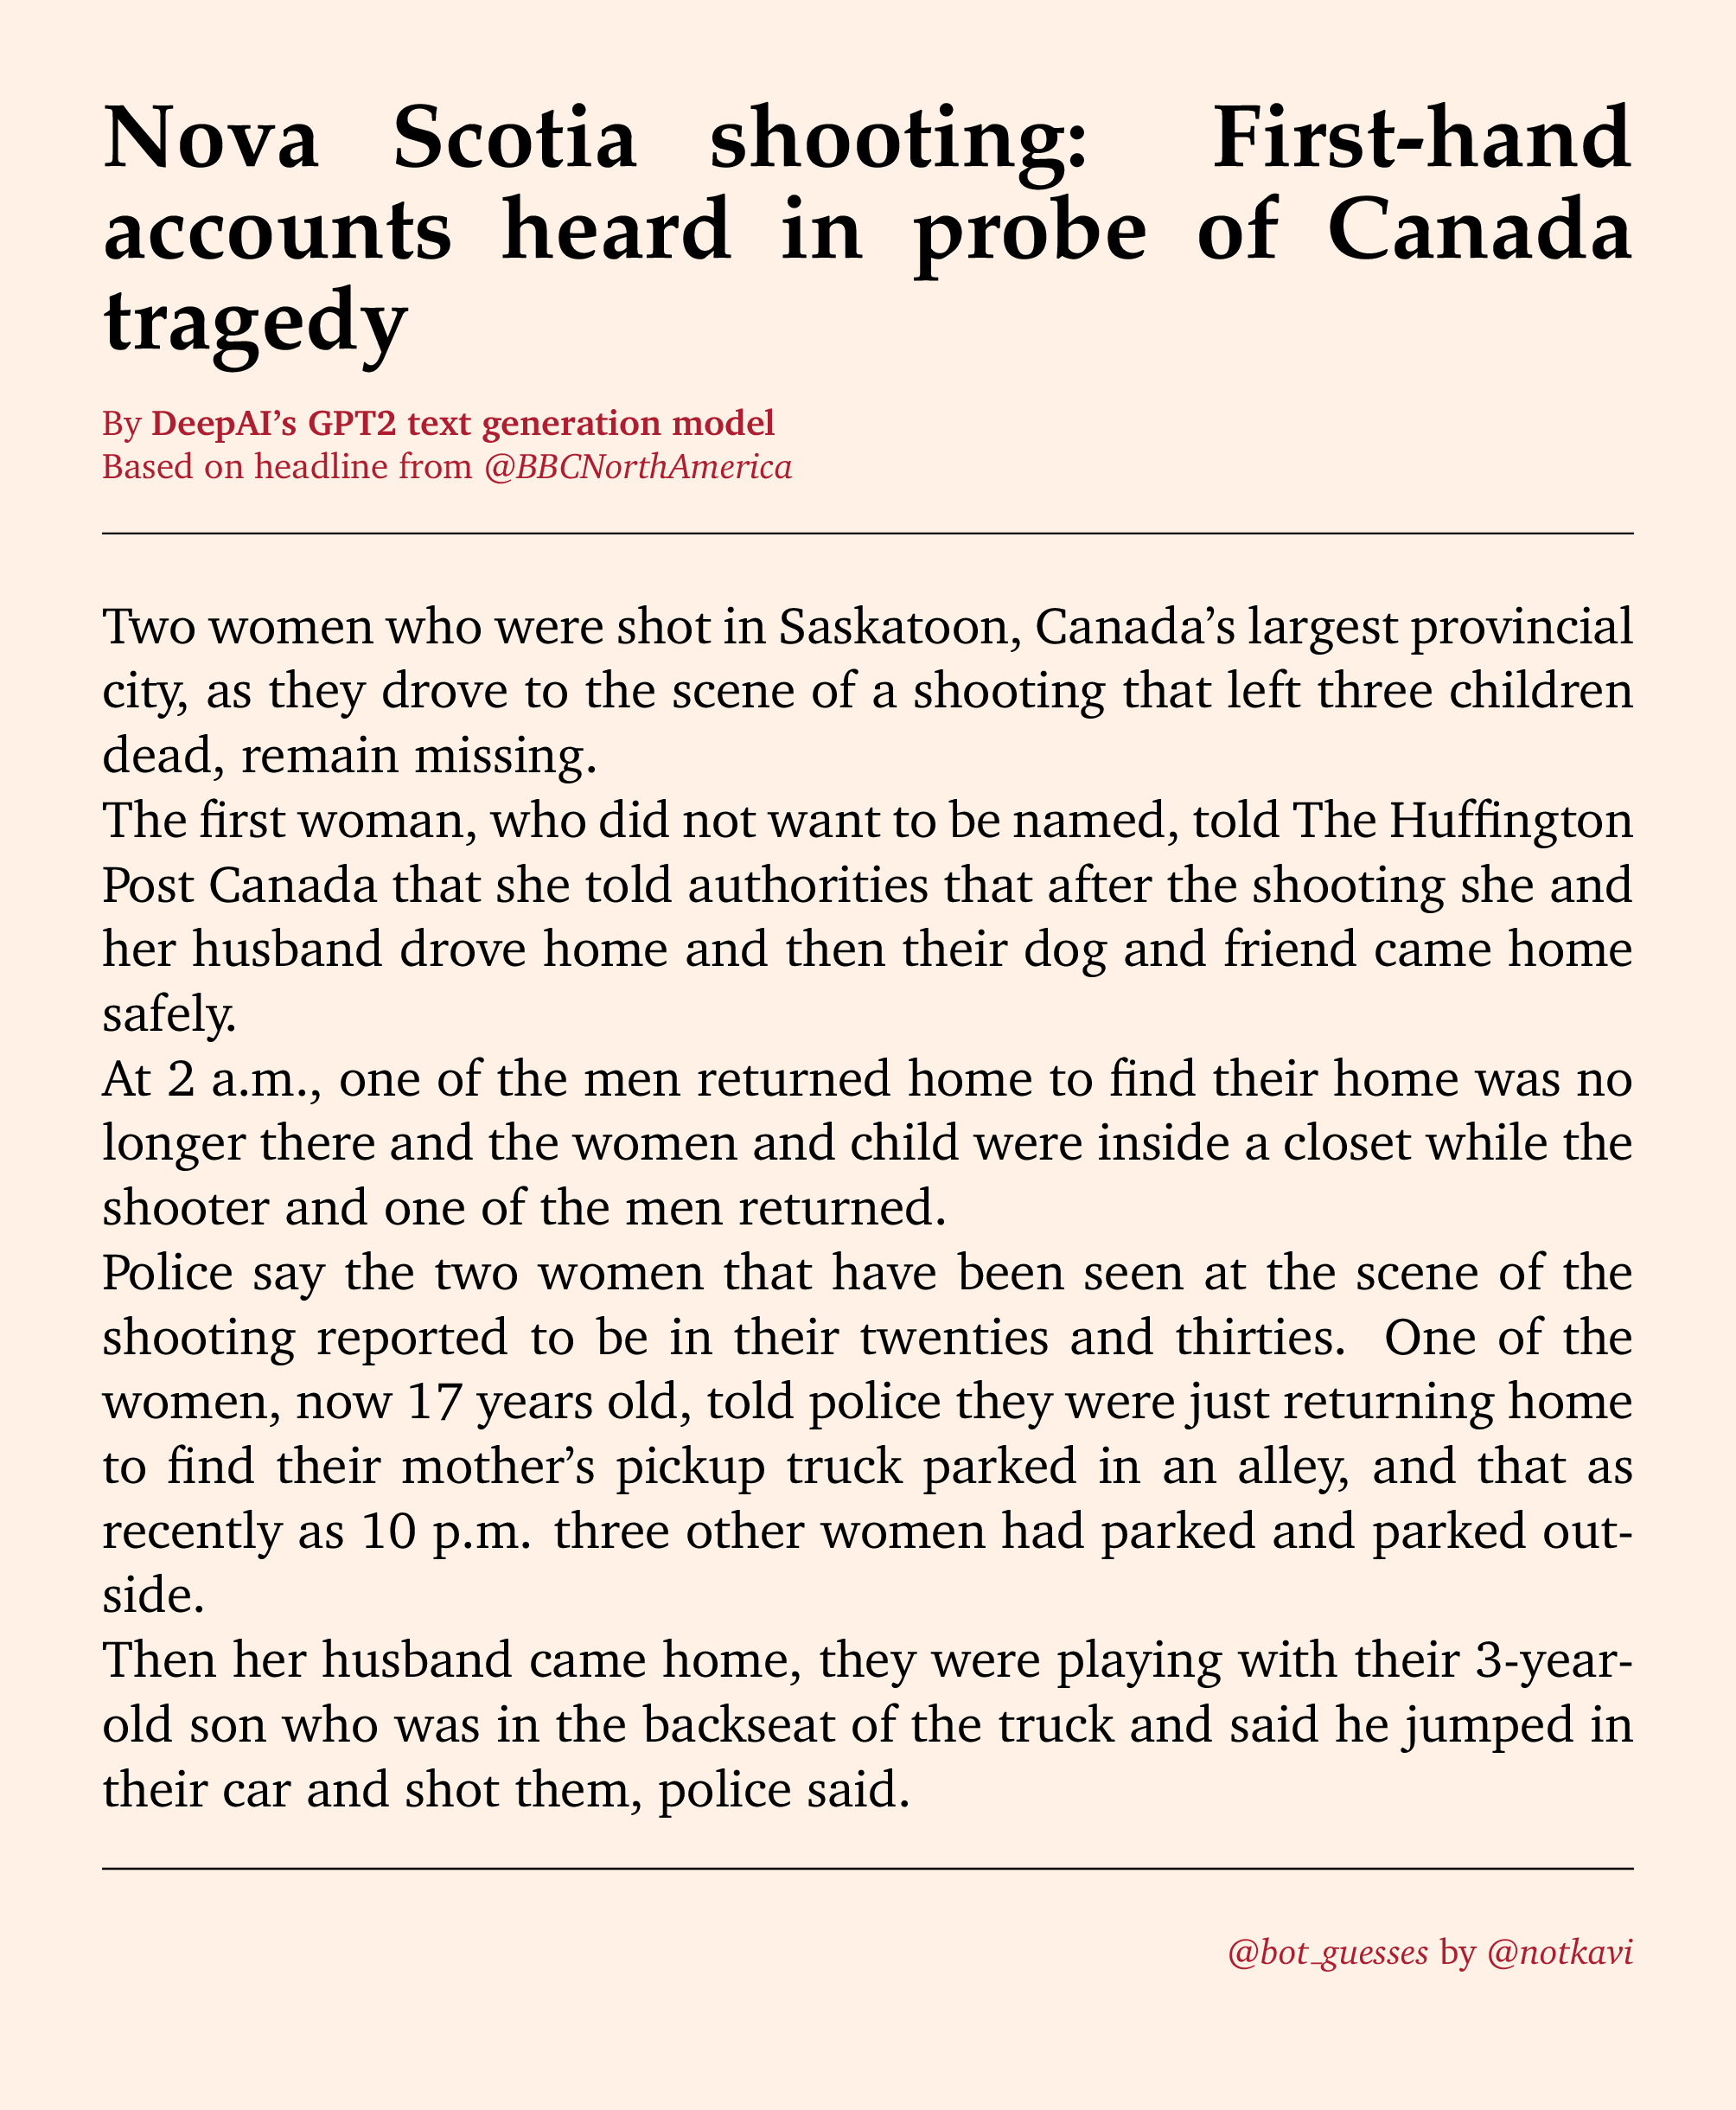 Nova Scotia shooting: First-hand
accounts heard in probe of Canada
tragedy
By DeepAI's GPT2 text generation model
Based on headline from @BBCNorthAmerica
Two women who were shot in Saskatoon, Canada's largest provincial
city, as they drove to the scene of a shooting that left three children
dead, remain missing.
The first woman, who did not want to be named, told The Huffington
Post Canada that she told authorities that after the shooting she and
her husband drove home and then their dog and friend came home
safely.
At 2 a.m., one of the men returned home to find their home was no
longer there and the women and child were inside a closet while the
shooter and one of the men returned.
Police say the two women that have been seen at the scene of the
shooting reported to be in their twenties and thirties. One of the
women, now 17 years old, told police they were just returning home
to find their mother's pickup truck parked in an alley, and that as
recently as 10 p.m. three other women had parked and parked out-
side.
Then her husband came home, they were playing with their 3-year-
old son who was in the backseat of the truck and said he jumped in
their car and shot them, police said.
@bot_guesses by @notkavi